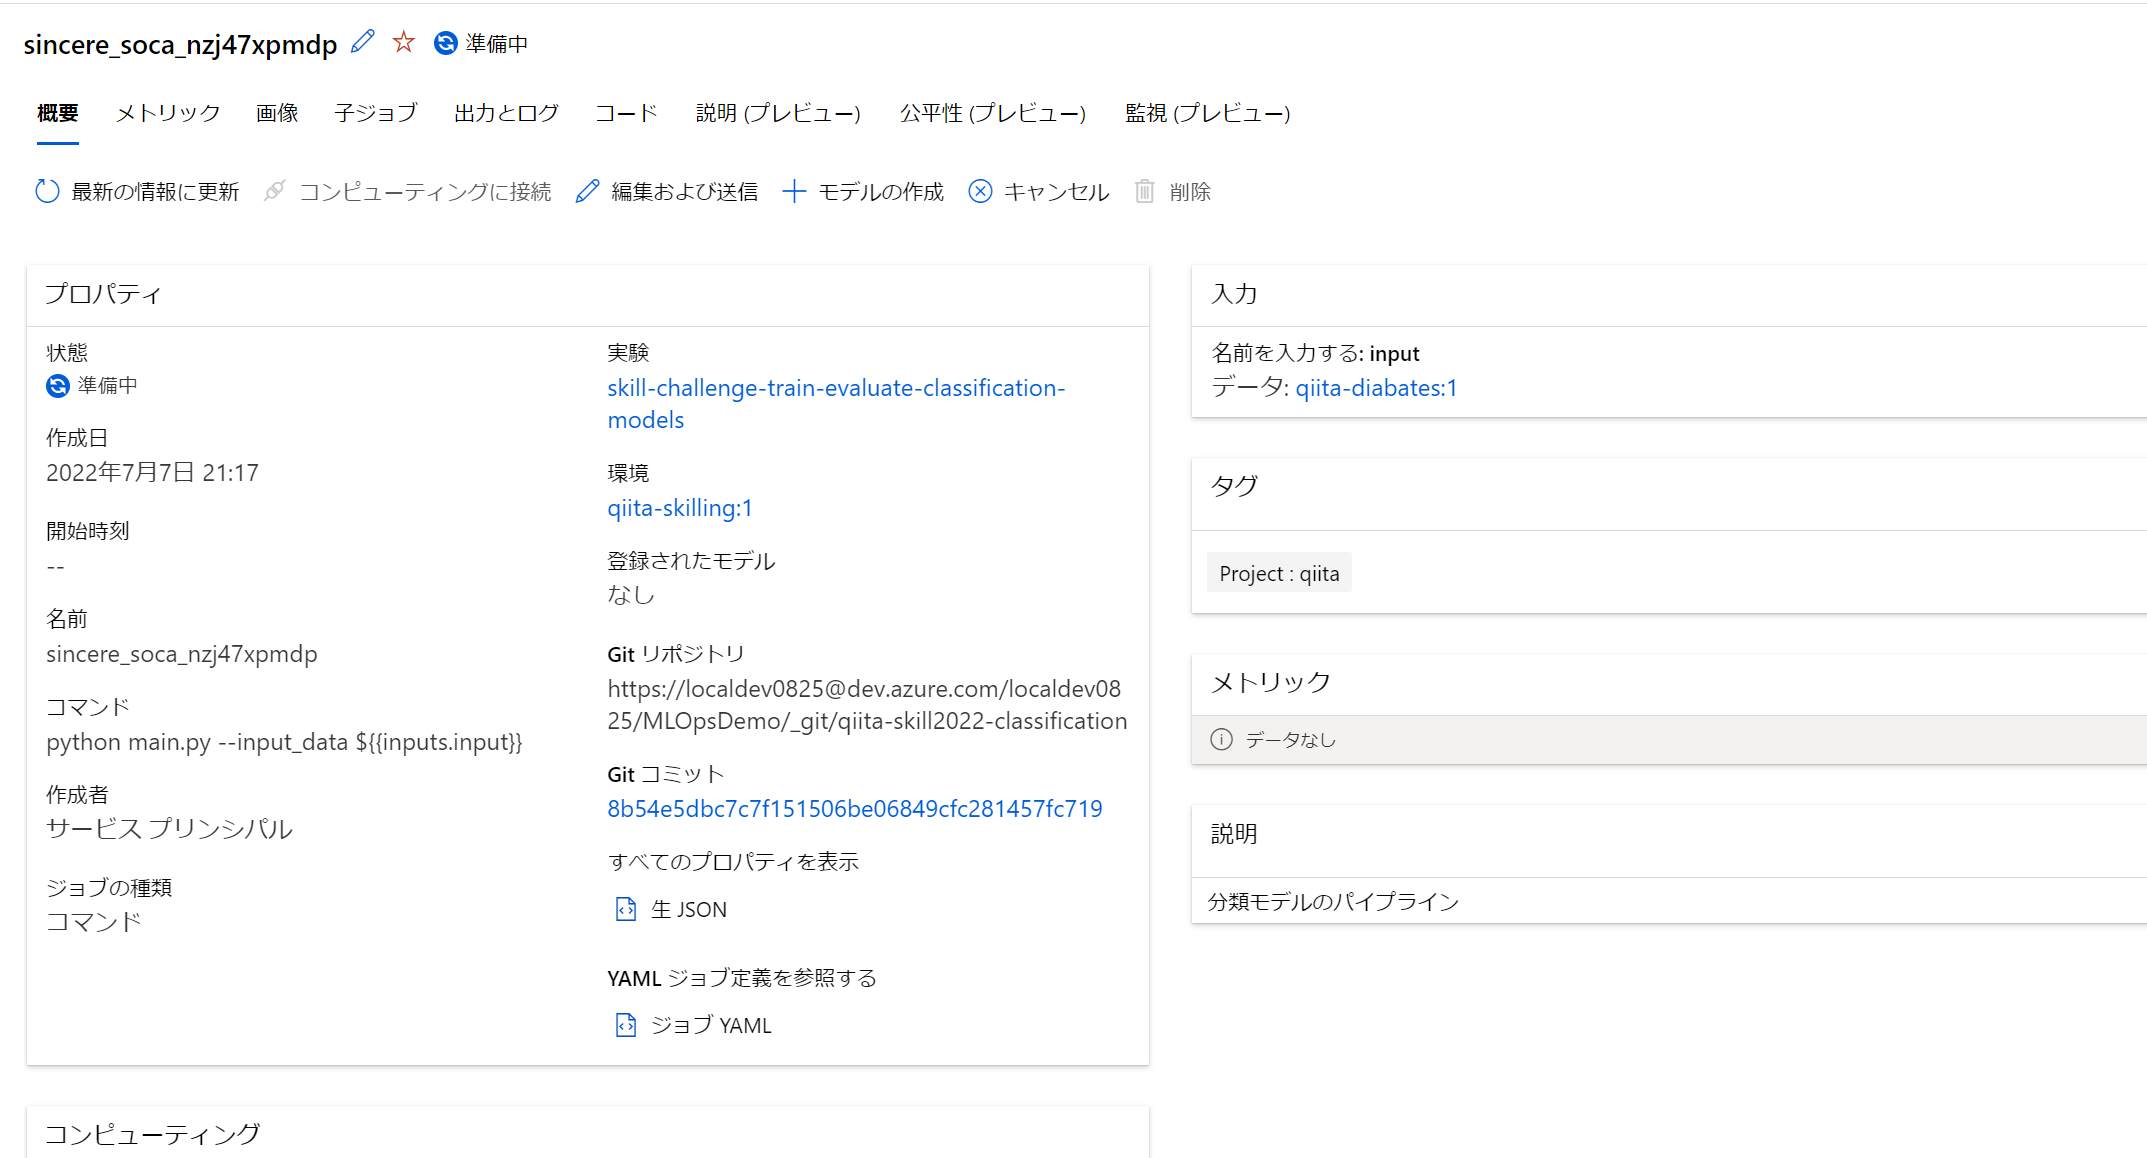 sincere_soca_nzj47xpmdp 準備中
概要 メトリック 画像 子ジョブ 出力とログ コード 説明 (プレビュー) 公平性 (プレビュー) 監視 (プレビュー)
最新の情報に更新 コンピューティングに接続 編集および送信 モデルの作成 キャンセル 削除
プロパティ
状態
準備中
作成日
2022年7月7日 21:17
開始時刻
--
名前
sincere_soca_nzj47xpmdp
コマンド
python main.py --input_data ${{inputs.input}}
作成者
サービス プリンシパル
ジョブの種類
コマンド
実験
skill-challenge-train-evaluate-classification-
models
環境
qiita-skilling:1
登録されたモデル
なし
Git リポジトリ
https://localdev0825@dev.azure.com/localdev08
25/MLOpsDemo/_git/qiita-skill2022-classification
Git コミット
8b54e5dbc7c7f151506be06849cfc281457fc719
すべてのプロパティを表示
生 JSON
YAML ジョブ定義を参照する
ジョブ YAML
入力
名前を入力する: input
データ: qiita-diabates:1
タグ
Project : qiita
メトリック
データなし
説明
分類モデルのパイプライン
コンピューティング